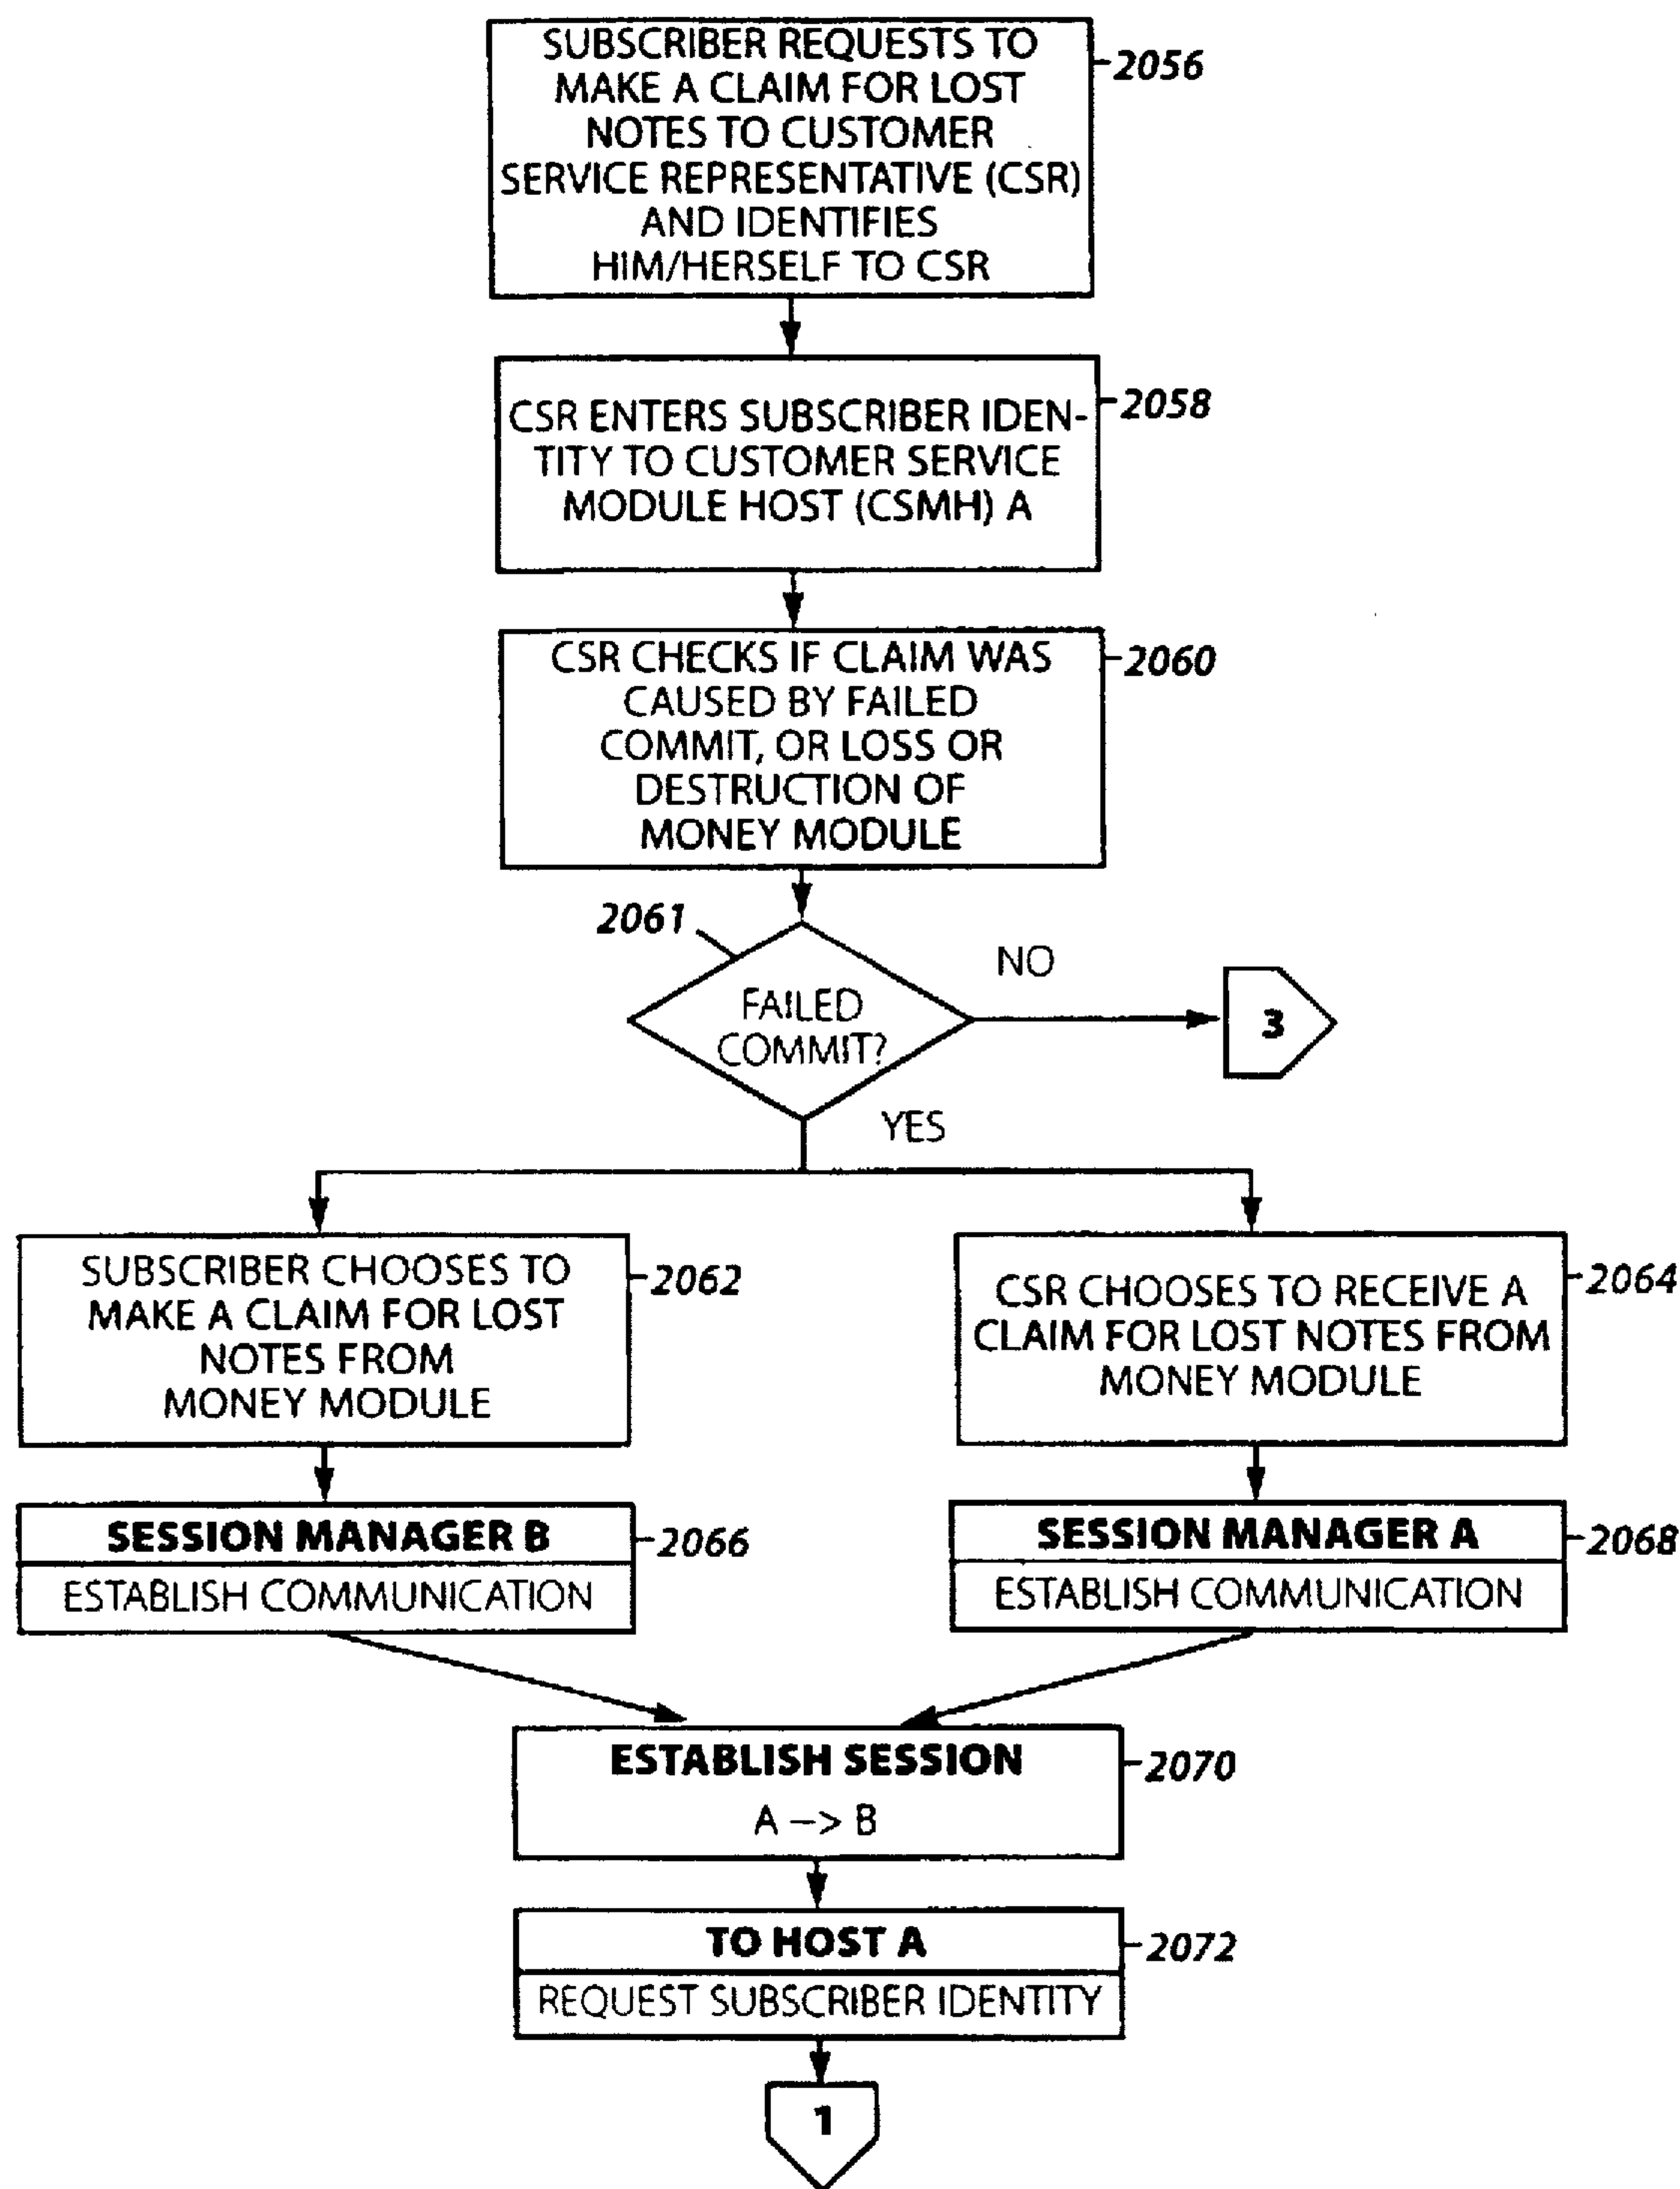 SUBSCRIBER REQUESTS TO
MAKE A CLAIM FOR LOST
NOTES TO CUSTOMER
SERVICE REPRESENTATIVE (CSR)
AND IDENTIFIES
HIM/HERSELF TO CSR
2056
CSR ENTERS SUBSCRIBER IDEN-
TITY TO CUSTOMER SERVICE
MODULE HOST (CSMH) A
2058
CSR CHECKS IF CLAIM WAS
CAUSED BY FAILED
COMMIT, OR LOSS OR
DESTRUCTION OF
MONEY MODULE
2060
2061
FAILED
COMMIT?
NO
3
YES
SUBSCRIBER CHOOSES TO
MAKE A CLAIM FOR LOST
NOTES FROM
MONEY MODULE
2062
CSR CHOOSES TO RECEIVE A
CLAIM FOR LOST NOTES FROM
MONEY MODULE
2064
SESSION MANAGER B
2066
ESTABLISH COMMUNICATION
SESSION MANAGER A
2068
ESTABLISH COMMUNICATION
ESTABLISH SESSION
2070
A –> B
TO HOST A
2072
REQUEST SUBSCRIBER IDENTITY
1